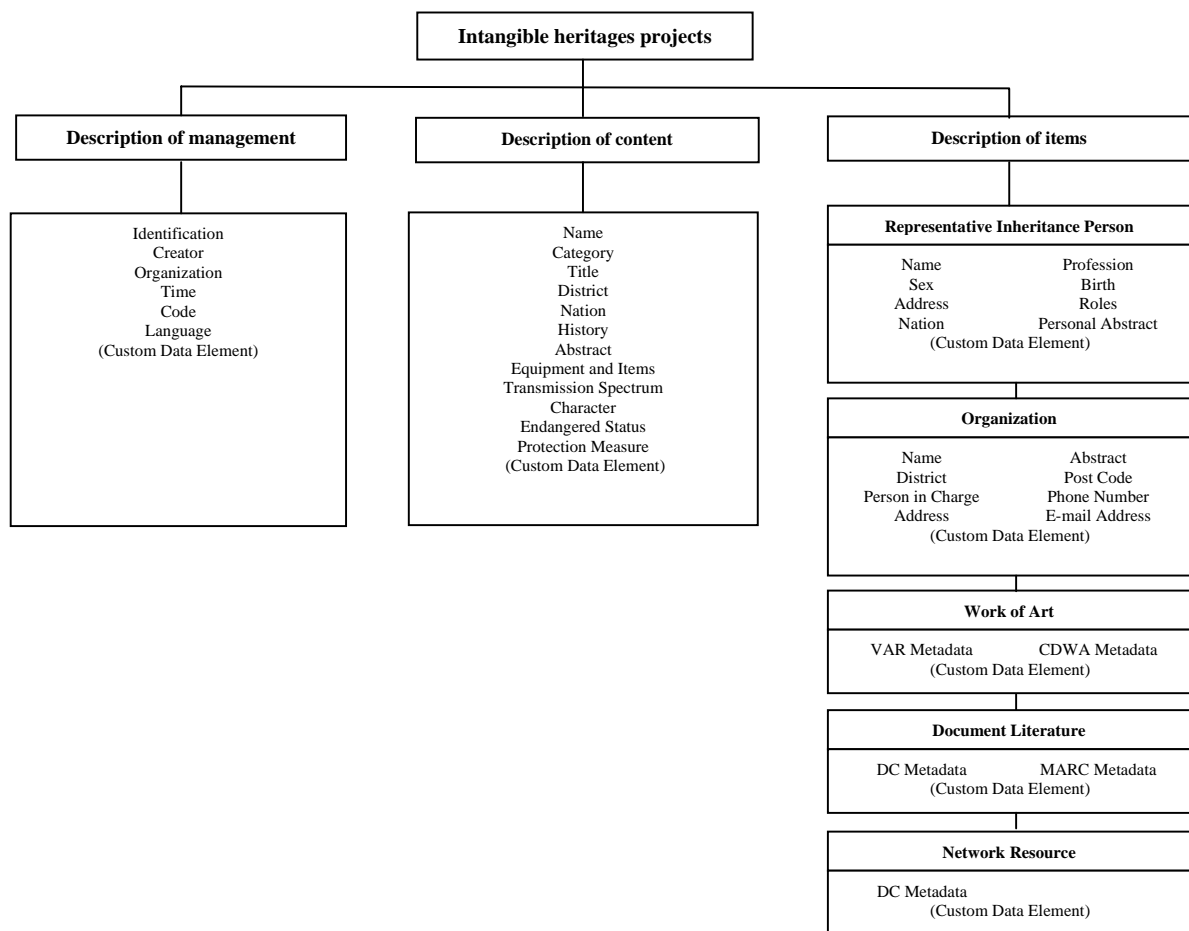 Intangible heritages projects
Description of management
Identification
Creator
Organization
Time
Code
Language
(Custom Data Element)
Description of content
Name
Category
Title
District
Nation
History
Abstract
Equipment and Items
Transmission Spectrum
Character
Endangered Status
Protection Measure
(Custom Data Element)
Description of items
Representative Inheritance Person
Name Profession
Sex Birth
Address Roles
Nation Personal Abstract
(Custom Data Element)
Organization
Name Abstract
District Post Code
Person in Charge Phone Number
Address E-mail Address
(Custom Data Element)
Work of Art
VAR Metadata CDWA Metadata
(Custom Data Element)
Document Literature
DC Metadata MARC Metadata
(Custom Data Element)
Network Resource
DC Metadata
(Custom Data Element)